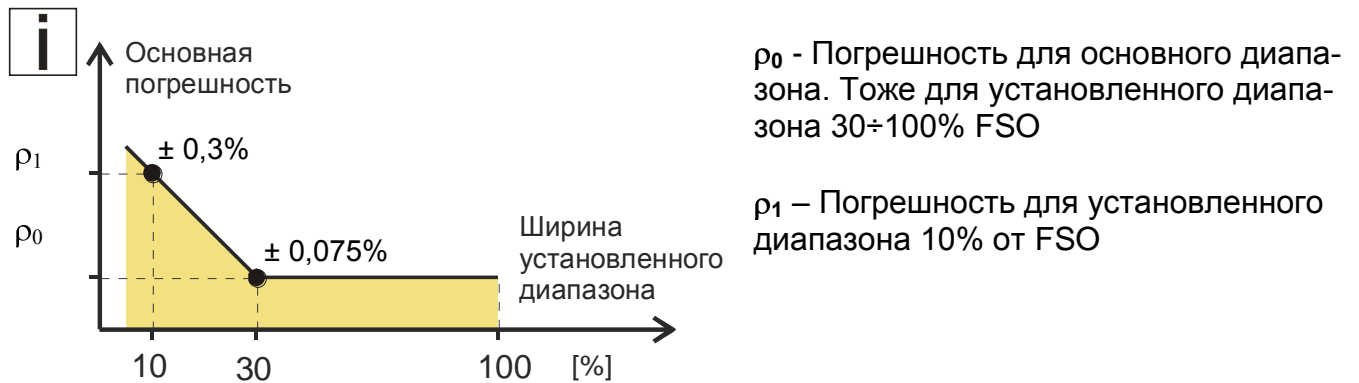 i
Основная
погрешность
ρ1
± 0,3%
ρ0
± 0,075%
Ширина
установленного
диапазона
10
30
100
[%]
ρ0 - Погрешность для основного диапа-
зона. Тоже для установленного диапа-
зона 30÷100% FSO
ρ1 – Погрешность для установленного
диапазона 10% от FSO